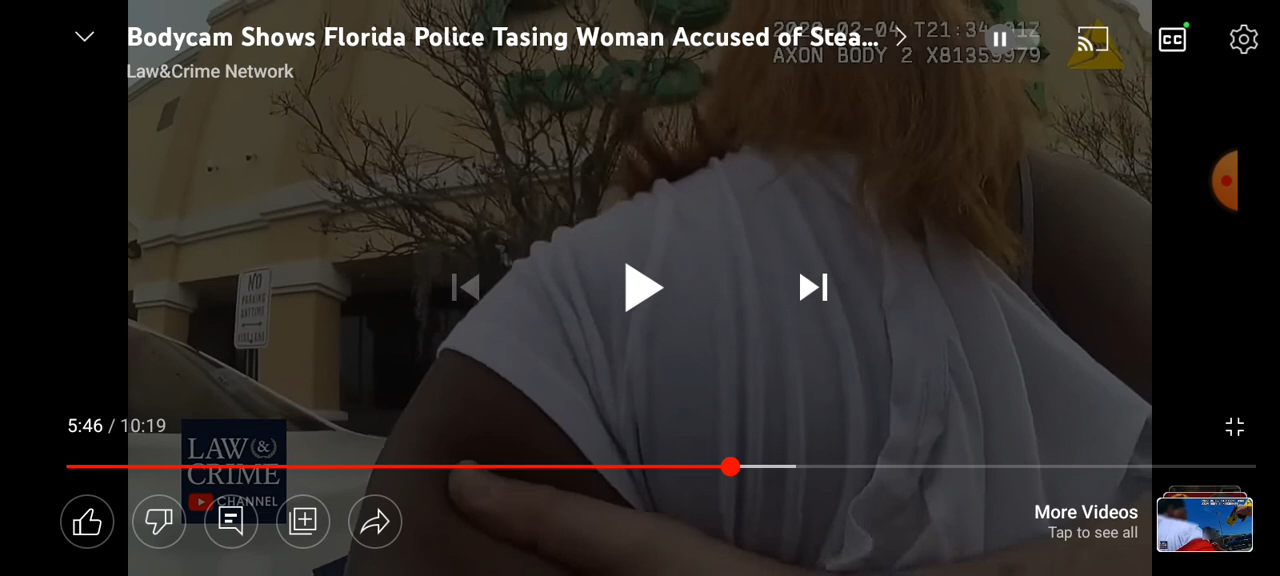 Bodycam Shows Florida Police Tasing Woman Accused of Stea...
Law&Crime Network
AXON BODY 2 X81359979
CC
NO
PARKING
ANYTIME
5:46 / 10:19
LAW &
CRIME
CHANNEL
More Videos
Tap to see all